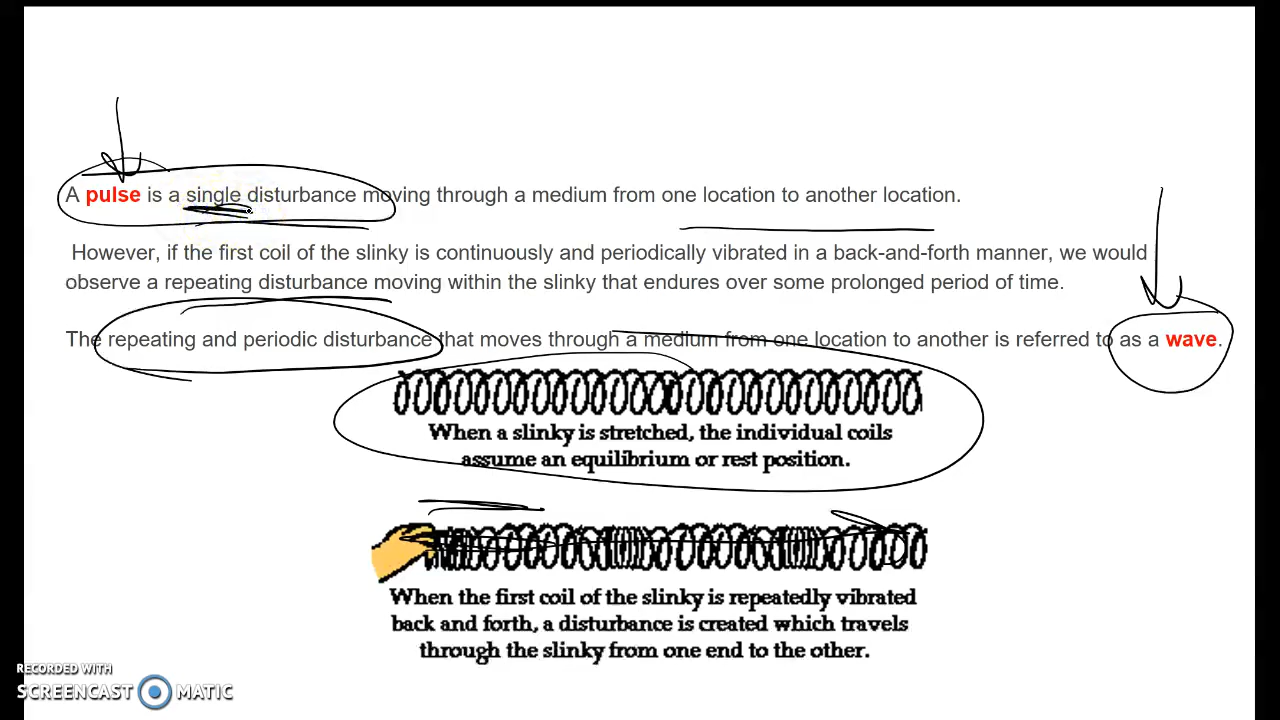 A pulse is a single disturbance moving through a medium from one location to another location.
However, if the first coil of the slinky is continuously and periodically vibrated in a back-and-forth manner, we would
observe a repeating disturbance moving within the slinky that endures over some prolonged period of time.
The repeating and periodic disturbance that moves through a medium from one location to another is referred to as a wave.
When a slinky is stretched, the individual coils
assume an equilibrium or rest position.
When the first coil of the slinky is repeatedly vibrated
back and forth, a disturbance is created which travels
through the slinky from one end to the other.
RECORDED WITH
SCREENCAST MATIC